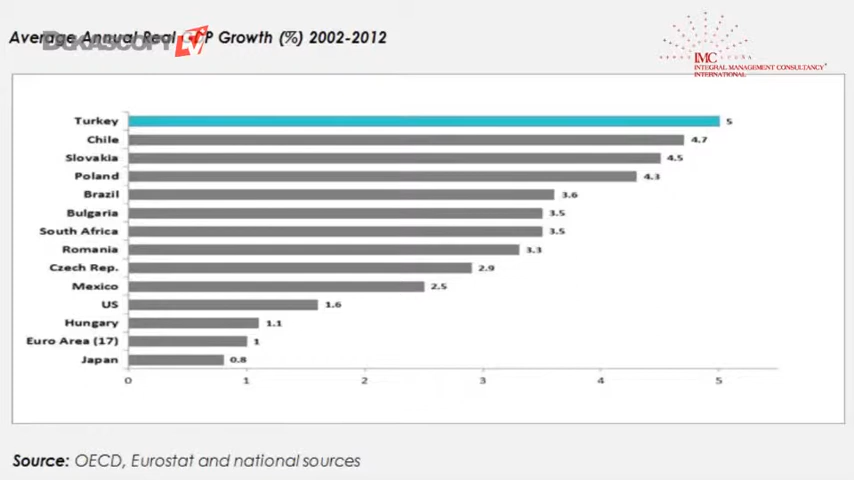 Average Annual Real GDP Growth (%) 2002-2012
DUKASCOPY TV
IMC
INTEGRAL MANAGEMENT CONSULTANCY
INTERNATIONAL
Turkey 5
Chile 4.7
Slovakia 4.5
Poland 4.3
Brazil 3.6
Bulgaria 3.5
South Africa 3.5
Romania 3.3
Czech Rep. 2.9
Mexico 2.5
US 1.6
Hungary 1.1
Euro Area (17) 1
Japan 0.8
0 1 2 3 4 5
Source: OECD, Eurostat and national sources